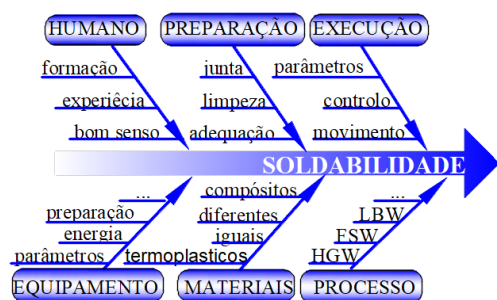 HUMANO PREPARAÇÃO EXECUÇÃO
formação junta parâmetros
experiêcia limpeza controlo
bom senso adequação movimento
SOLDABILIDADE
... compósitos ...
preparação diferentes LBW
energia iguais FSW
parâmetros termoplasticos HGW
EQUIPAMENTO MATERIAIS PROCESSO